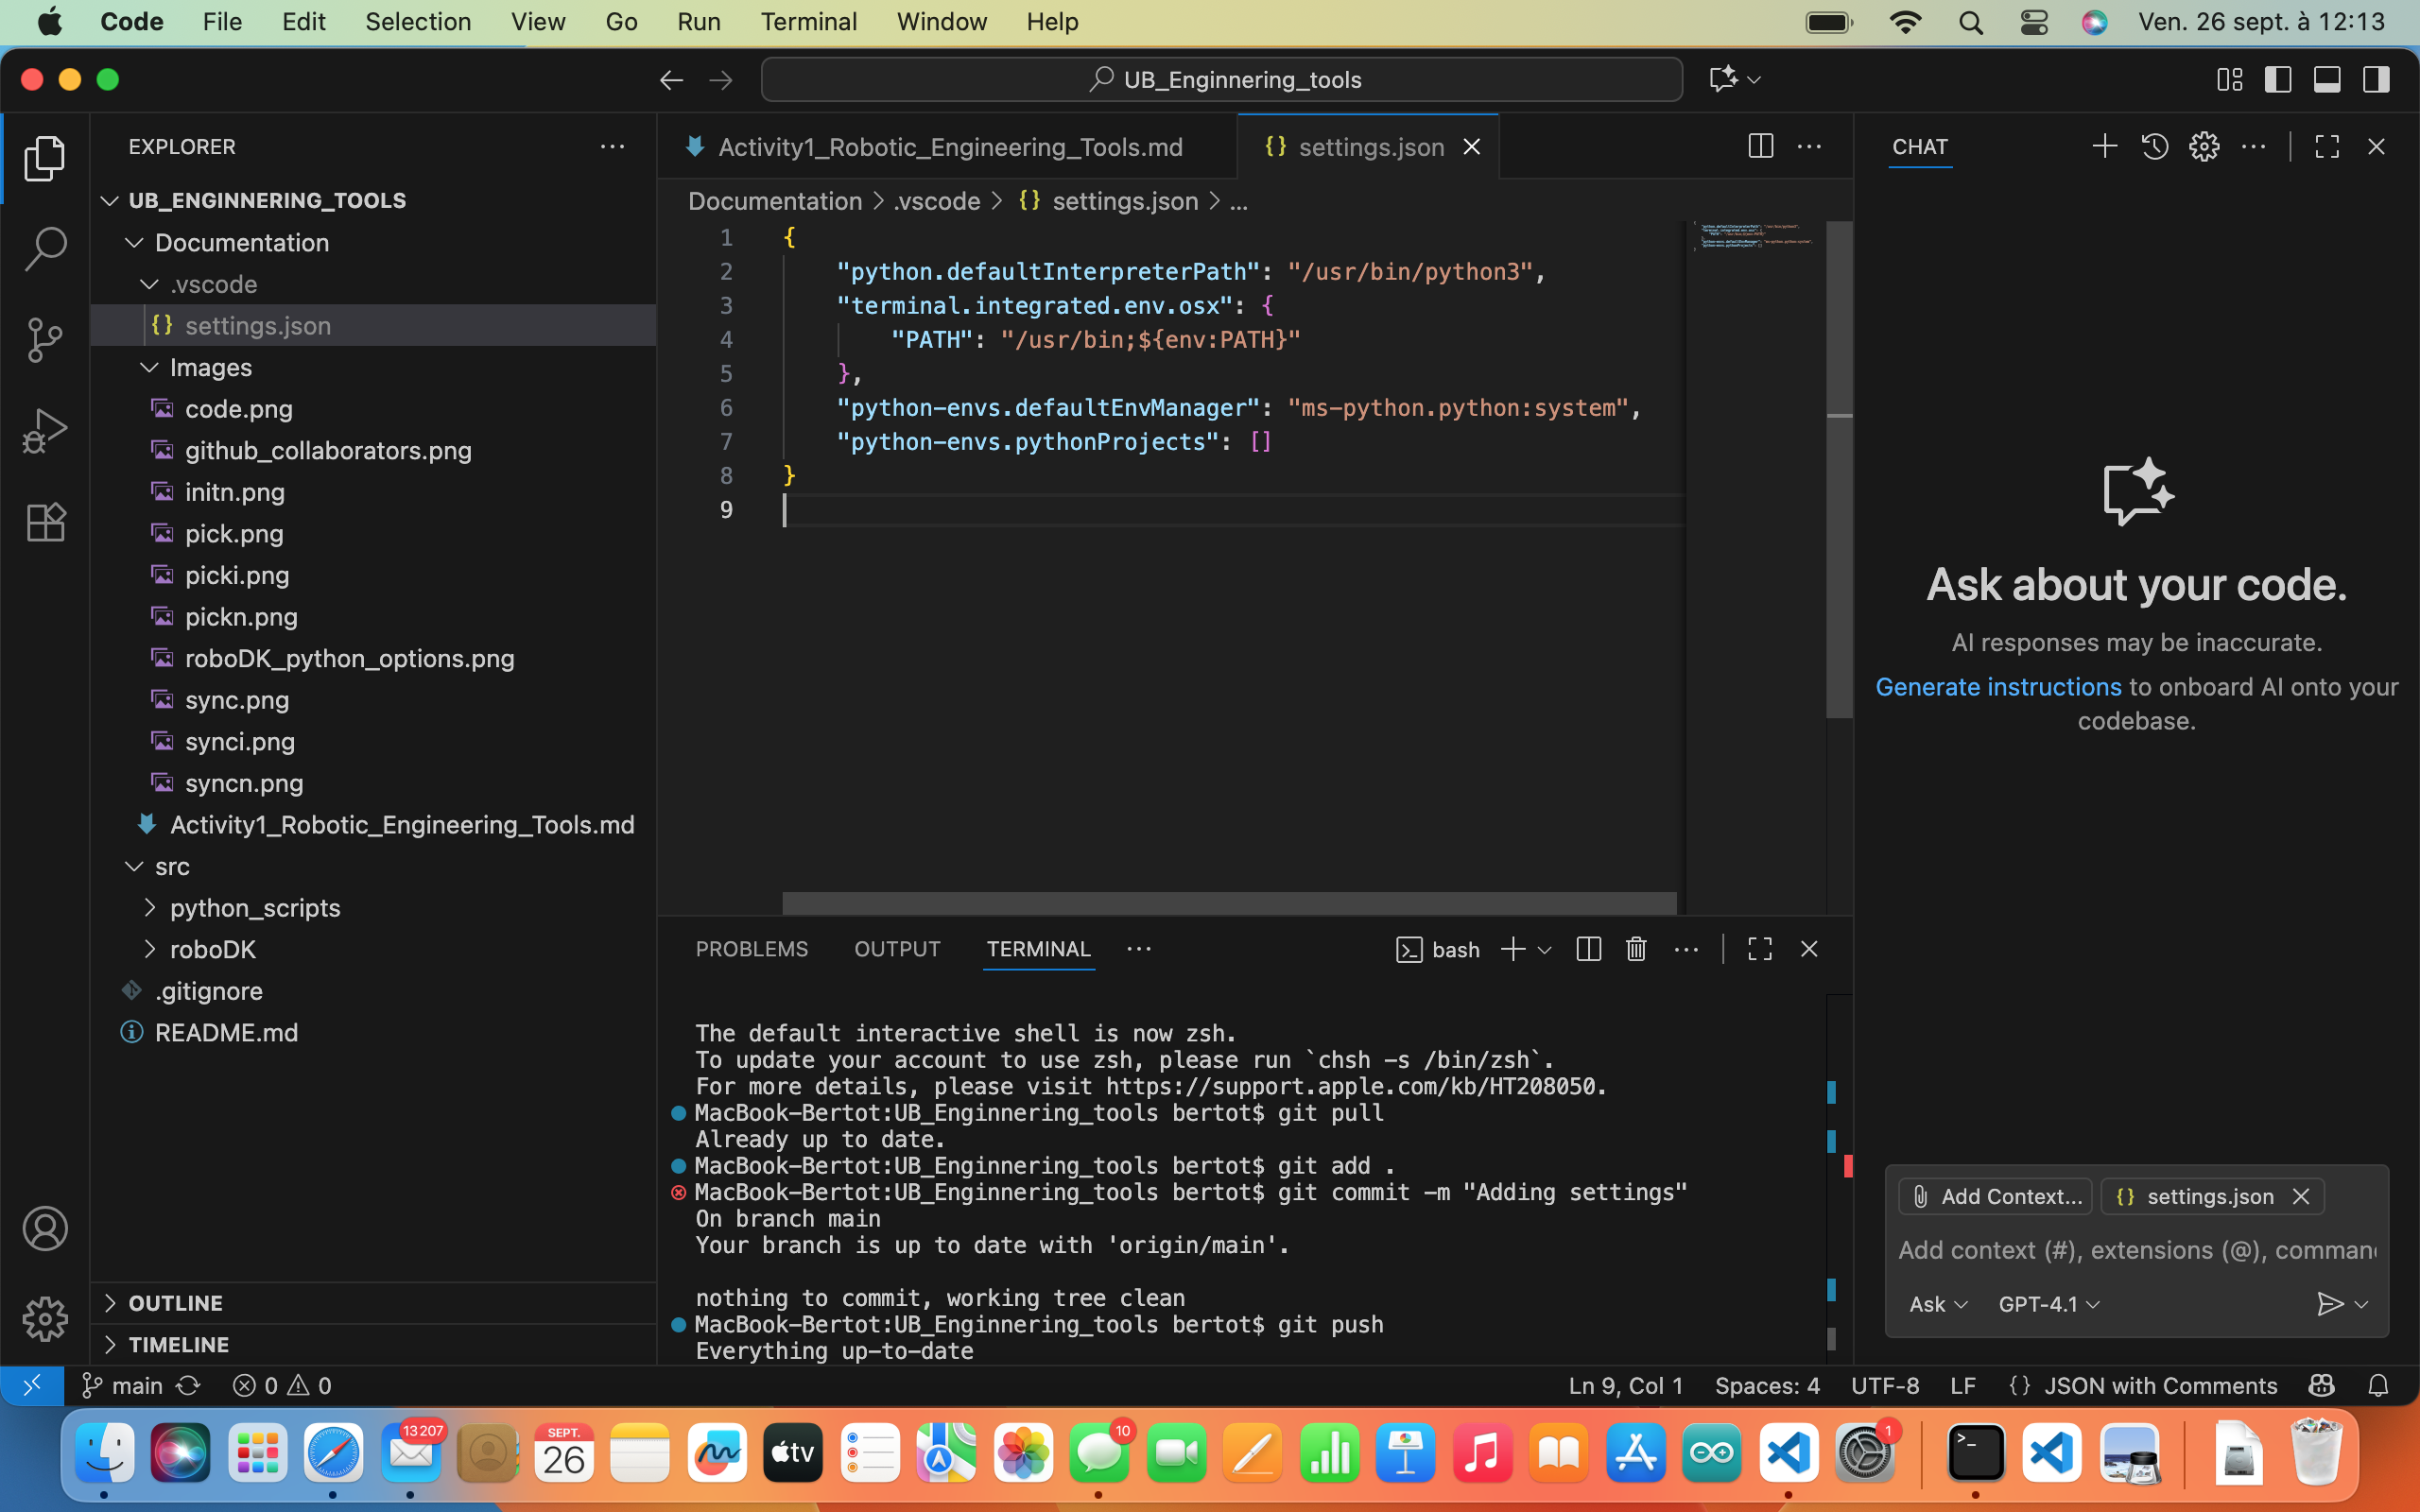 Code File Edit Selection View Go Run Terminal Window Help Ven. 26 sept. à 12:13
UB_Enginnering_tools
EXPLORER
UB_ENGINNERING_TOOLS
Documentation
.vscode
settings.json
Images
code.png
github_collaborators.png
initn.png
pick.png
picki.png
pickn.png
roboDK_python_options.png
sync.png
synci.png
syncn.png
Activity1_Robotic_Engineering_Tools.md
src
python_scripts
roboDK
.gitignore
README.md
OUTLINE
TIMELINE
Activity1_Robotic_Engineering_Tools.md settings.json
Documentation > .vscode > {} settings.json > ...
1 {
2 "python.defaultInterpreterPath": "/usr/bin/python3",
3 "terminal.integrated.env.osx": {
4 "PATH": "/usr/bin;${env:PATH}"
5 },
6 "python-envs.defaultEnvManager": "ms-python.python:system",
7 "python-envs.pythonProjects": []
8 }
9
PROBLEMS OUTPUT TERMINAL ... bash
The default interactive shell is now zsh.
To update your account to use zsh, please run `chsh -s /bin/zsh`.
For more details, please visit https://support.apple.com/kb/HT208050.
MacBook-Bertot:UB_Enginnering_tools bertot$ git pull
Already up to date.
MacBook-Bertot:UB_Enginnering_tools bertot$ git add .
MacBook-Bertot:UB_Enginnering_tools bertot$ git commit -m "Adding settings"
On branch main
Your branch is up to date with 'origin/main'.
nothing to commit, working tree clean
MacBook-Bertot:UB_Enginnering_tools bertot$ git push
Everything up-to-date
CHAT
Ask about your code.
AI responses may be inaccurate.
Generate instructions to onboard AI onto your
codebase.
Add Context... {} settings.json
Add context (#), extensions (@), comman
Ask GPT-4.1
main 0 0 Ln 9, Col 1 Spaces: 4 UTF-8 LF {} JSON with Comments
13 207
SEPT.
26
tv
10
1